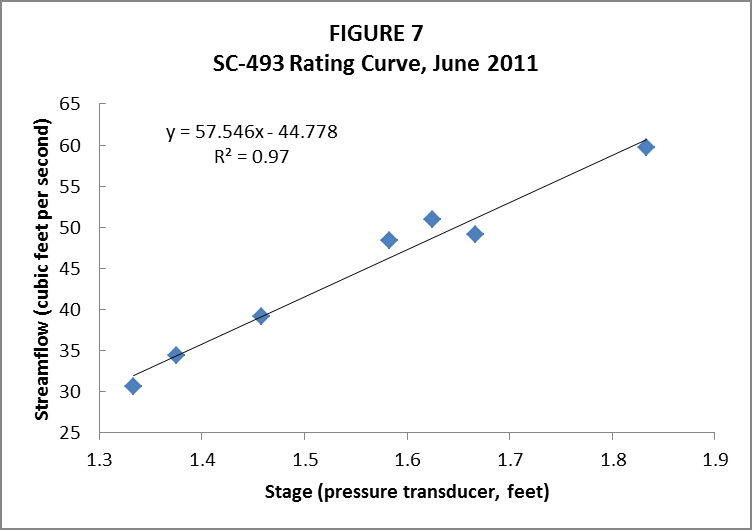 FIGURE 7
SC-493 Rating Curve, June 2011
y = 57.546x - 44.778
R² = 0.97
Streamflow (cubic feet per second)
65
60
55
50
45
40
35
30
25
1.3 1.4 1.5 1.6 1.7 1.8 1.9
Stage (pressure transducer, feet)